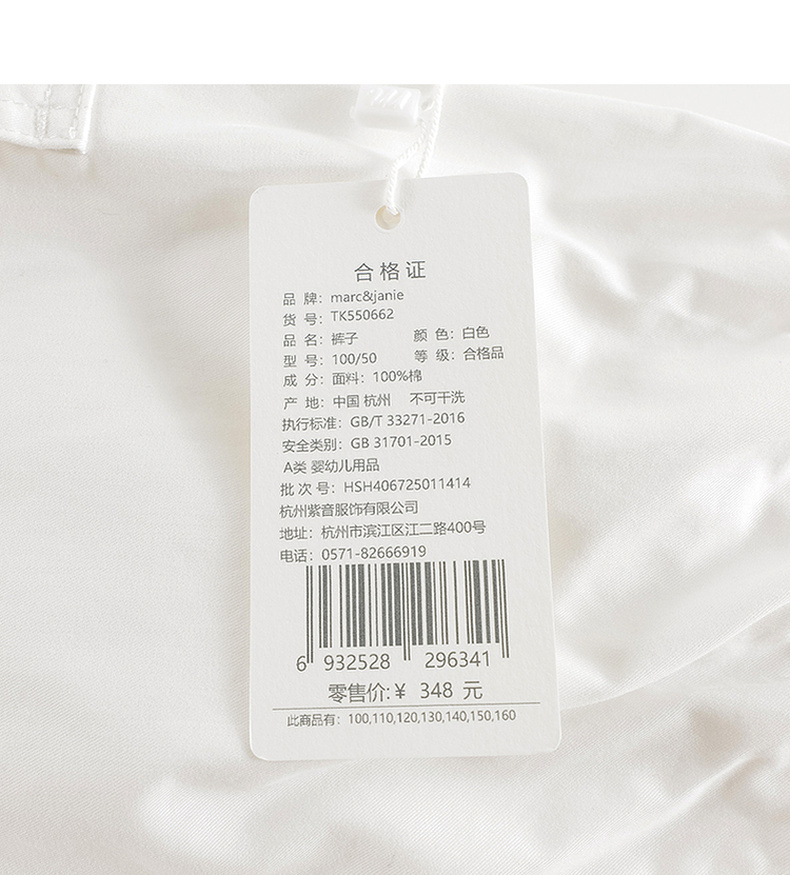 合格证
品 牌：marc&janie
货 号：TK550662
品 名：裤子 颜 色：白色
型 号：100/50 等 级：合格品
成 分：面料：100%棉
产 地：中国 杭州 不可干洗
执行标准：GB/T 33271-2016
安全类别：GB 31701-2015
A类 婴幼儿用品
批 次 号：HSH406725011414
杭州紫音服饰有限公司
地址：杭州市滨江区江二路400号
电话：0571-82666919
6 932528 296341
零售价:￥ 348 元
此商品有：100,110,120,130,140,150,160